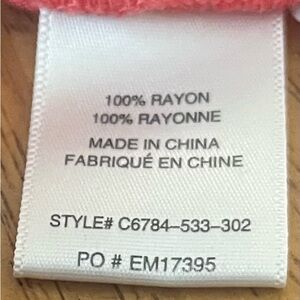 100% RAYON
100% RAYONNE
MADE IN CHINA
FABRIQUÉ EN CHINE
STYLE# C6784–533–302
PO # EM17395